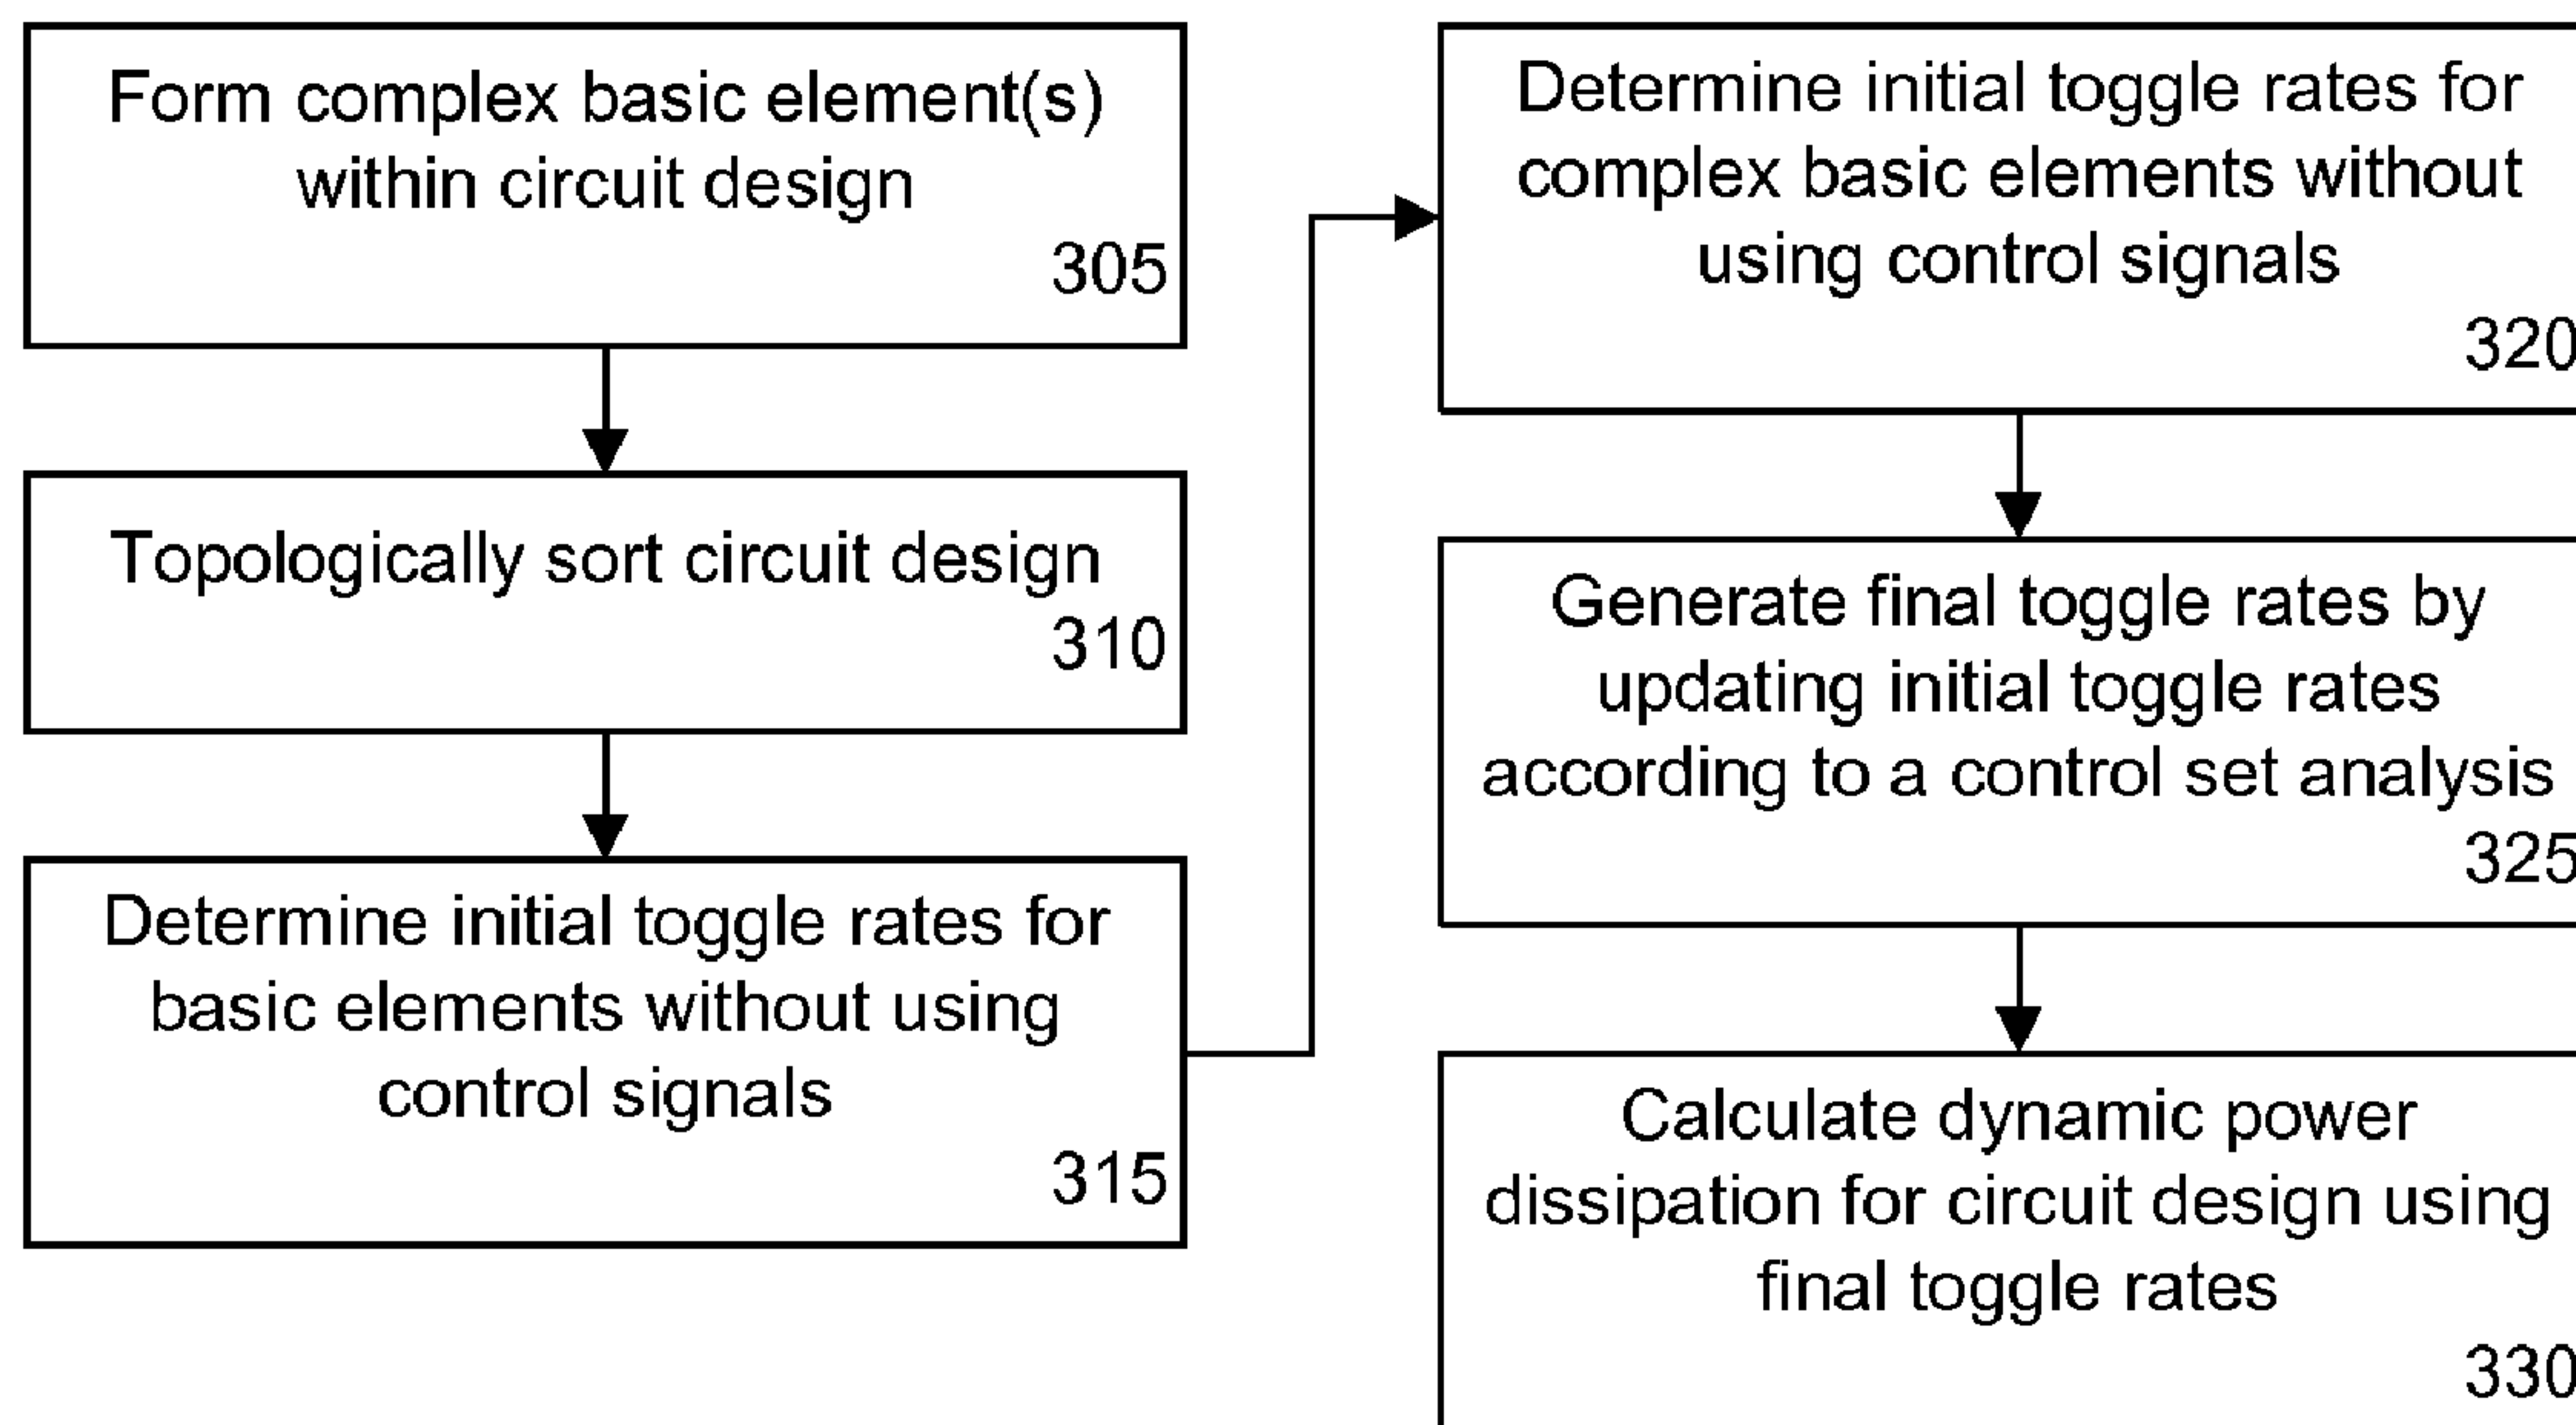 Form complex basic element(s)
within circuit design
305
Topologically sort circuit design
310
Determine initial toggle rates for
basic elements without using
control signals
315
Determine initial toggle rates for
complex basic elements without
using control signals
320
Generate final toggle rates by
updating initial toggle rates
according to a control set analysis
325
Calculate dynamic power
dissipation for circuit design using
final toggle rates
330